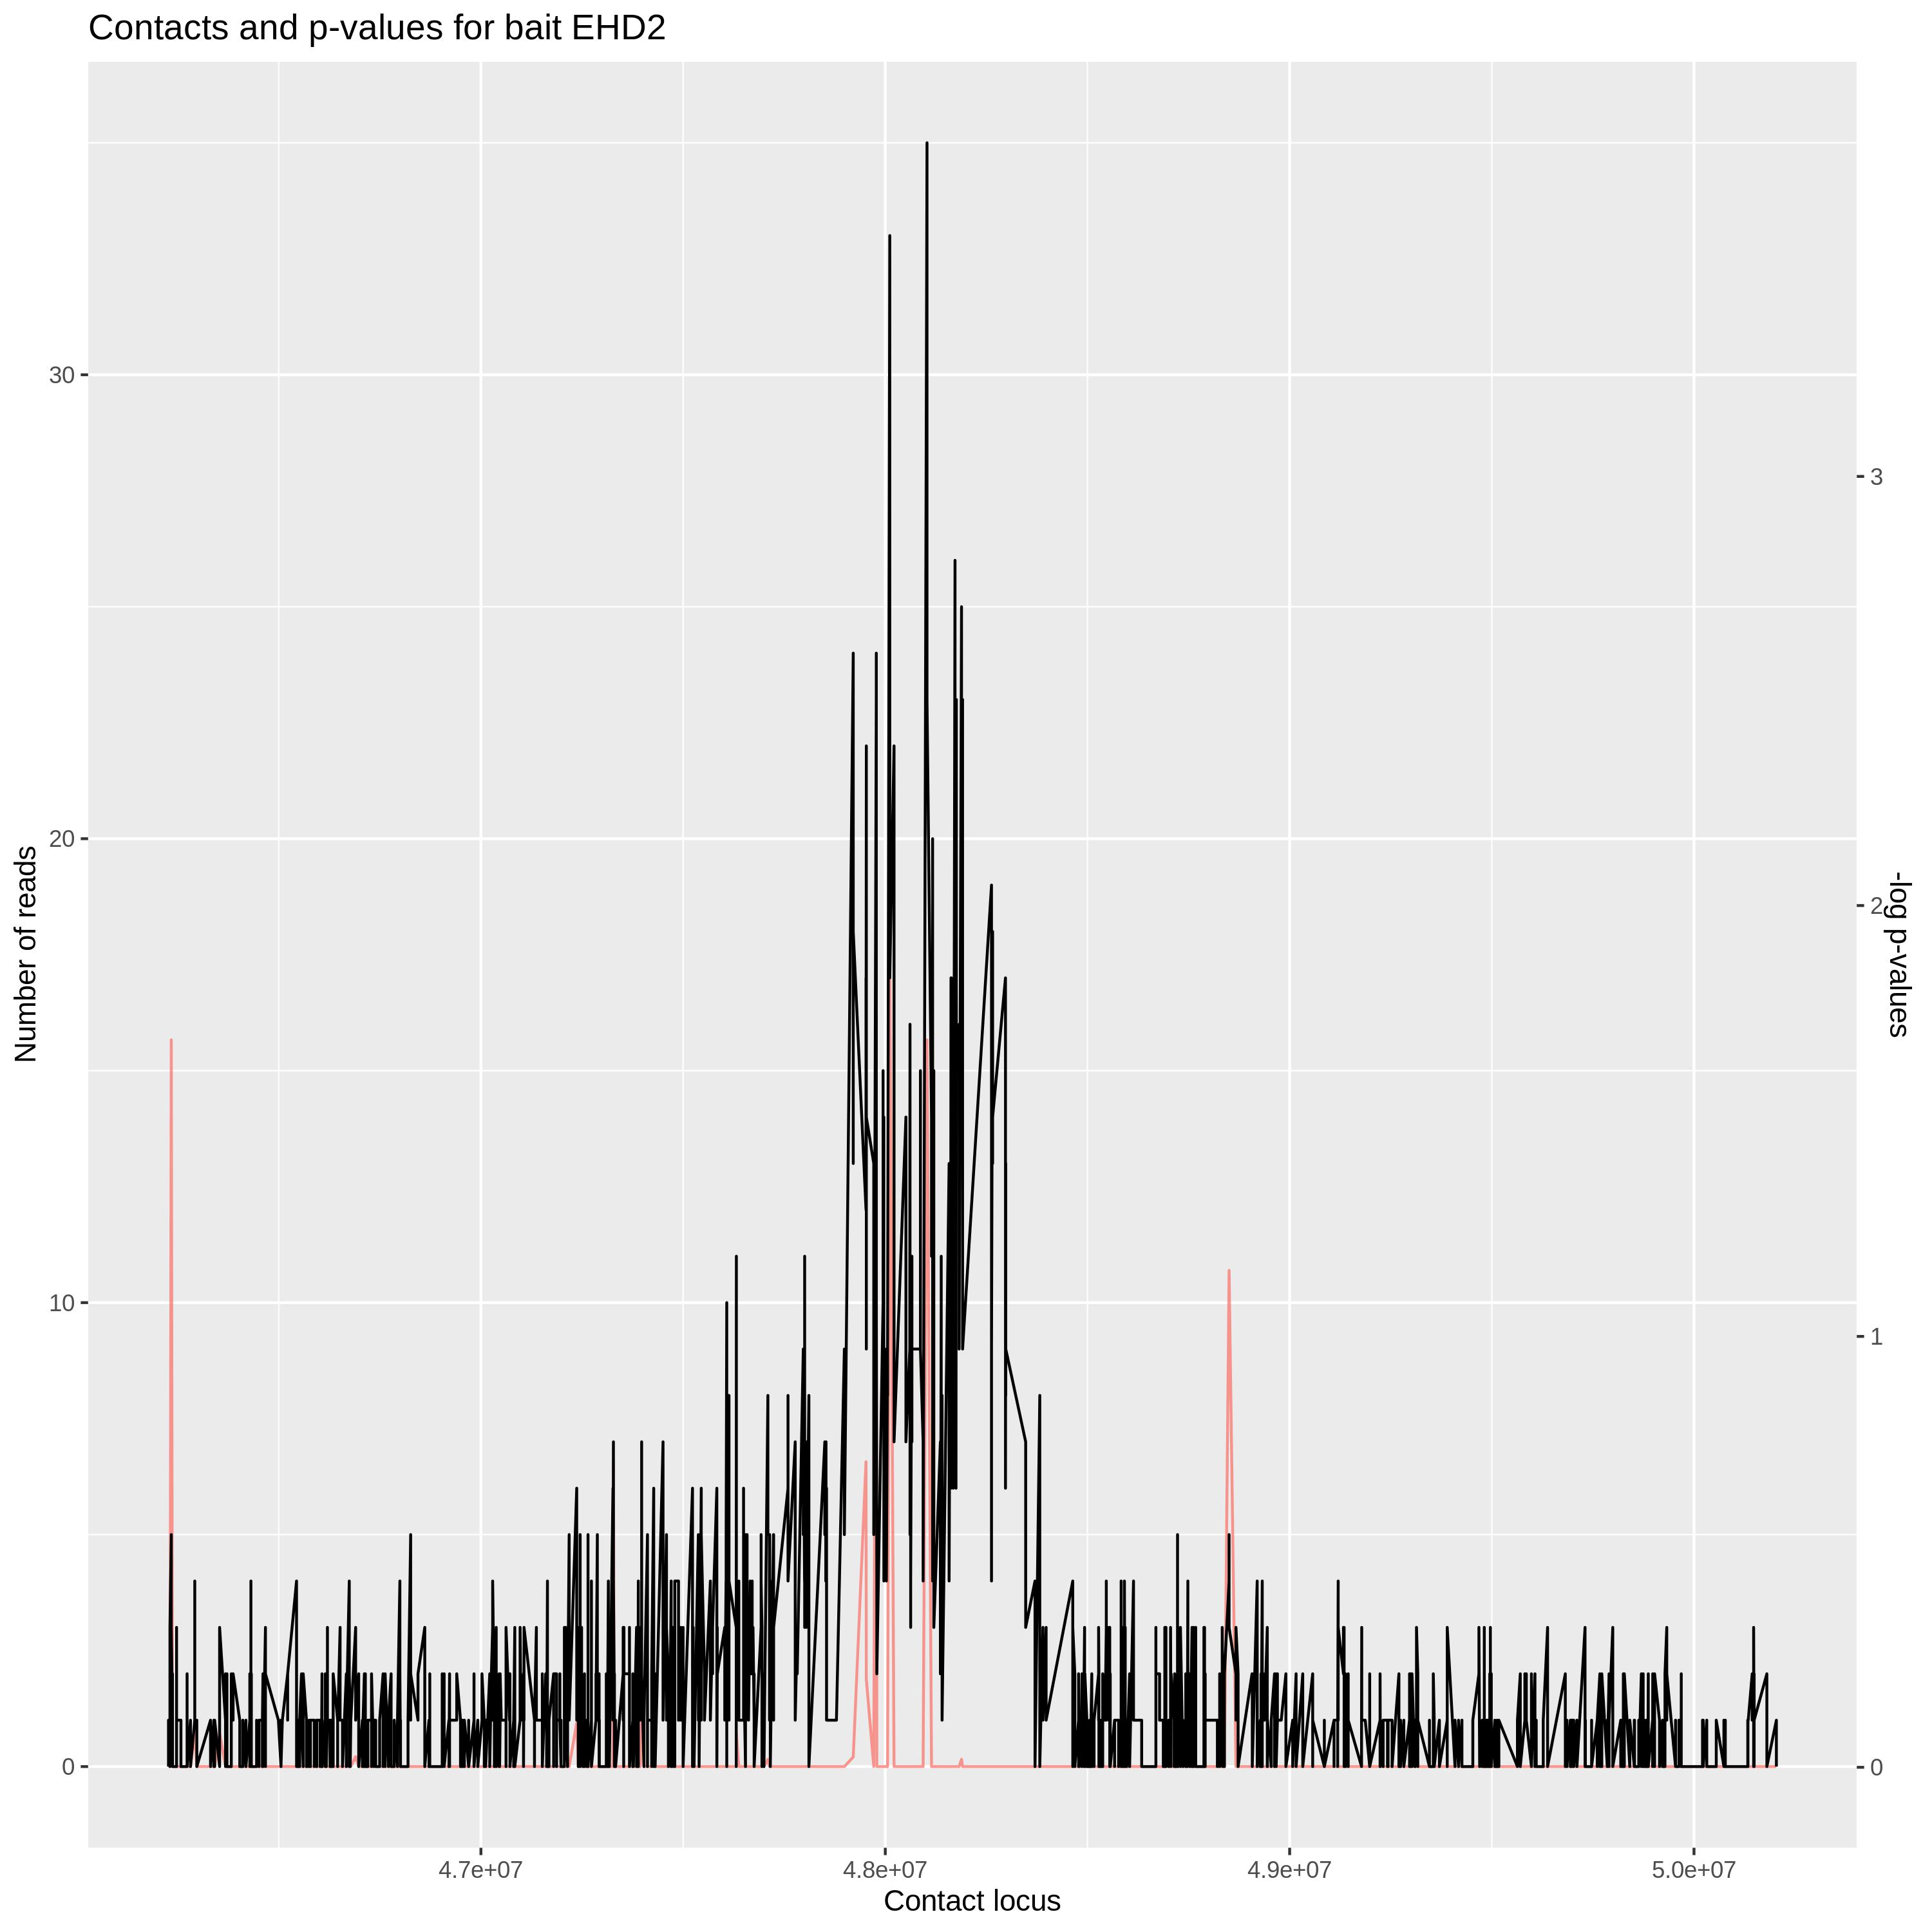 Contacts and p-values for bait EHD2
30
20
10
0
Number of reads
3
2
1
0
-log p-values
4.7e+07 4.8e+07 4.9e+07 5.0e+07
Contact locus